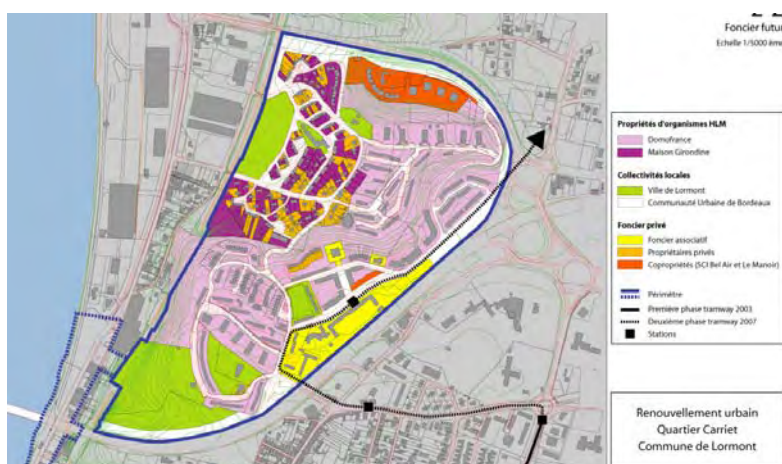 Foncier futur
Echelle 1/5000 ème
Propriétés d'organismes HLM
Domofrance
Maison Girondine
Collectivités locales
Ville de Lormont
Communauté Urbaine de Bordeaux
Foncier privé
Foncier associatif
Propriétaires privés
Copropriétés (SCI Bel Air et Le Manoir)
Périmètre
Première phase tramway 2003
Deuxième phase tramway 2007
Stations
Renouvellement urbain
Quartier Carriet
Commune de Lormont